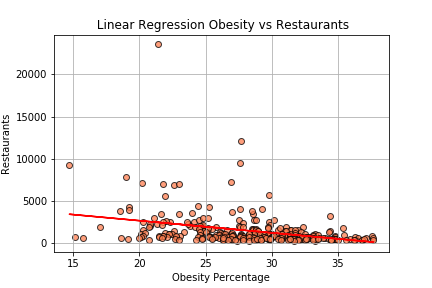 Linear Regression Obesity vs Restaurants
20000
15000
10000
5000
0
Restaurants
15 20 25 30 35
Obesity Percentage